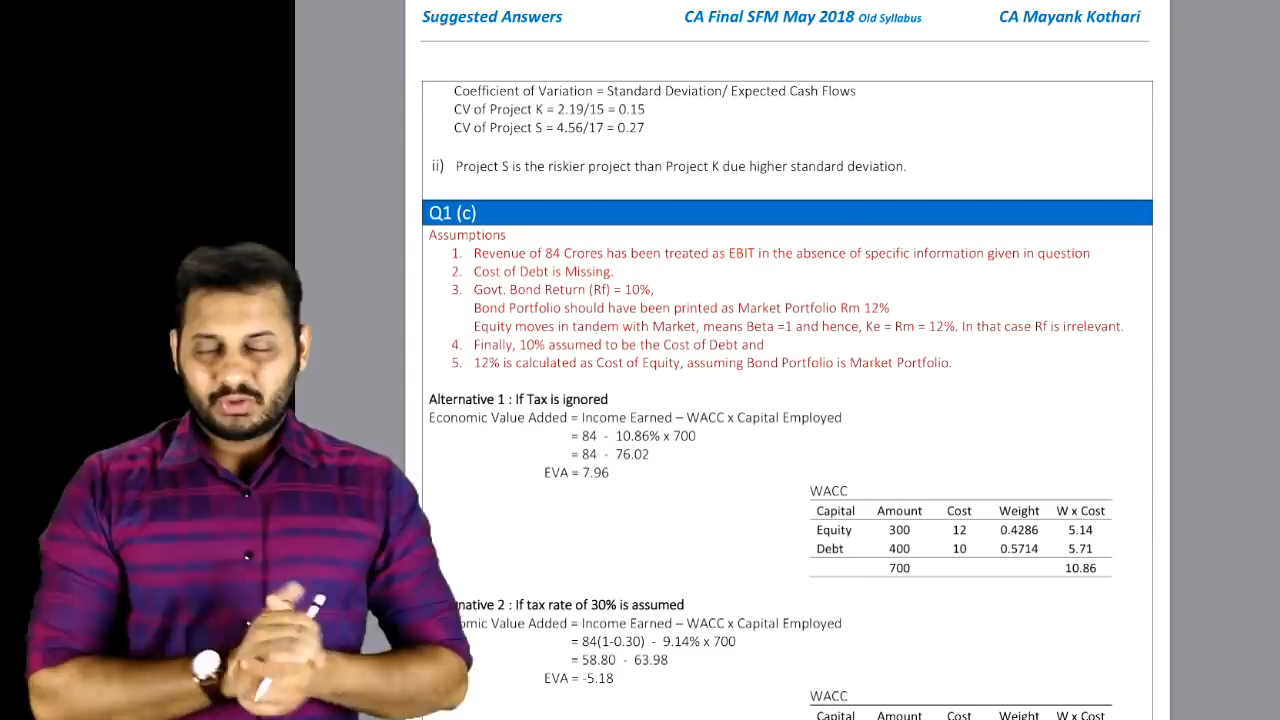 Suggested Answers CA Final SFM May 2018 Old Syllabus CA Mayank Kothari
Coefficient of Variation = Standard Deviation/ Expected Cash Flows
CV of Project K = 2.19/15 = 0.15
CV of Project S = 4.56/17 = 0.27
ii) Project S is the riskier project than Project K due higher standard deviation.
Q1 (c)
Assumptions
1. Revenue of 84 Crores has been treated as EBIT in the absence of specific information given in question
2. Cost of Debt is Missing.
3. Govt. Bond Return (Rf) = 10%,
Bond Portfolio should have been printed as Market Portfolio Rm 12%
Equity moves in tandem with Market, means Beta =1 and hence, Ke = Rm = 12%. In that case Rf is irrelevant.
4. Finally, 10% assumed to be the Cost of Debt and
5. 12% is calculated as Cost of Equity, assuming Bond Portfolio is Market Portfolio.
Alternative 1 : If Tax is ignored
Economic Value Added = Income Earned – WACC x Capital Employed
= 84 - 10.86% x 700
= 84 - 76.02
EVA = 7.96
WACC
Capital Amount Cost Weight W x Cost
Equity 300 12 0.4286 5.14
Debt 400 10 0.5714 5.71
700 10.86
native 2 : If tax rate of 30% is assumed
omic Value Added = Income Earned – WACC x Capital Employed
= 84(1-0.30) - 9.14% x 700
= 58.80 - 63.98
EVA = -5.18
WACC
Capital Amount Cost Weight W x Cost